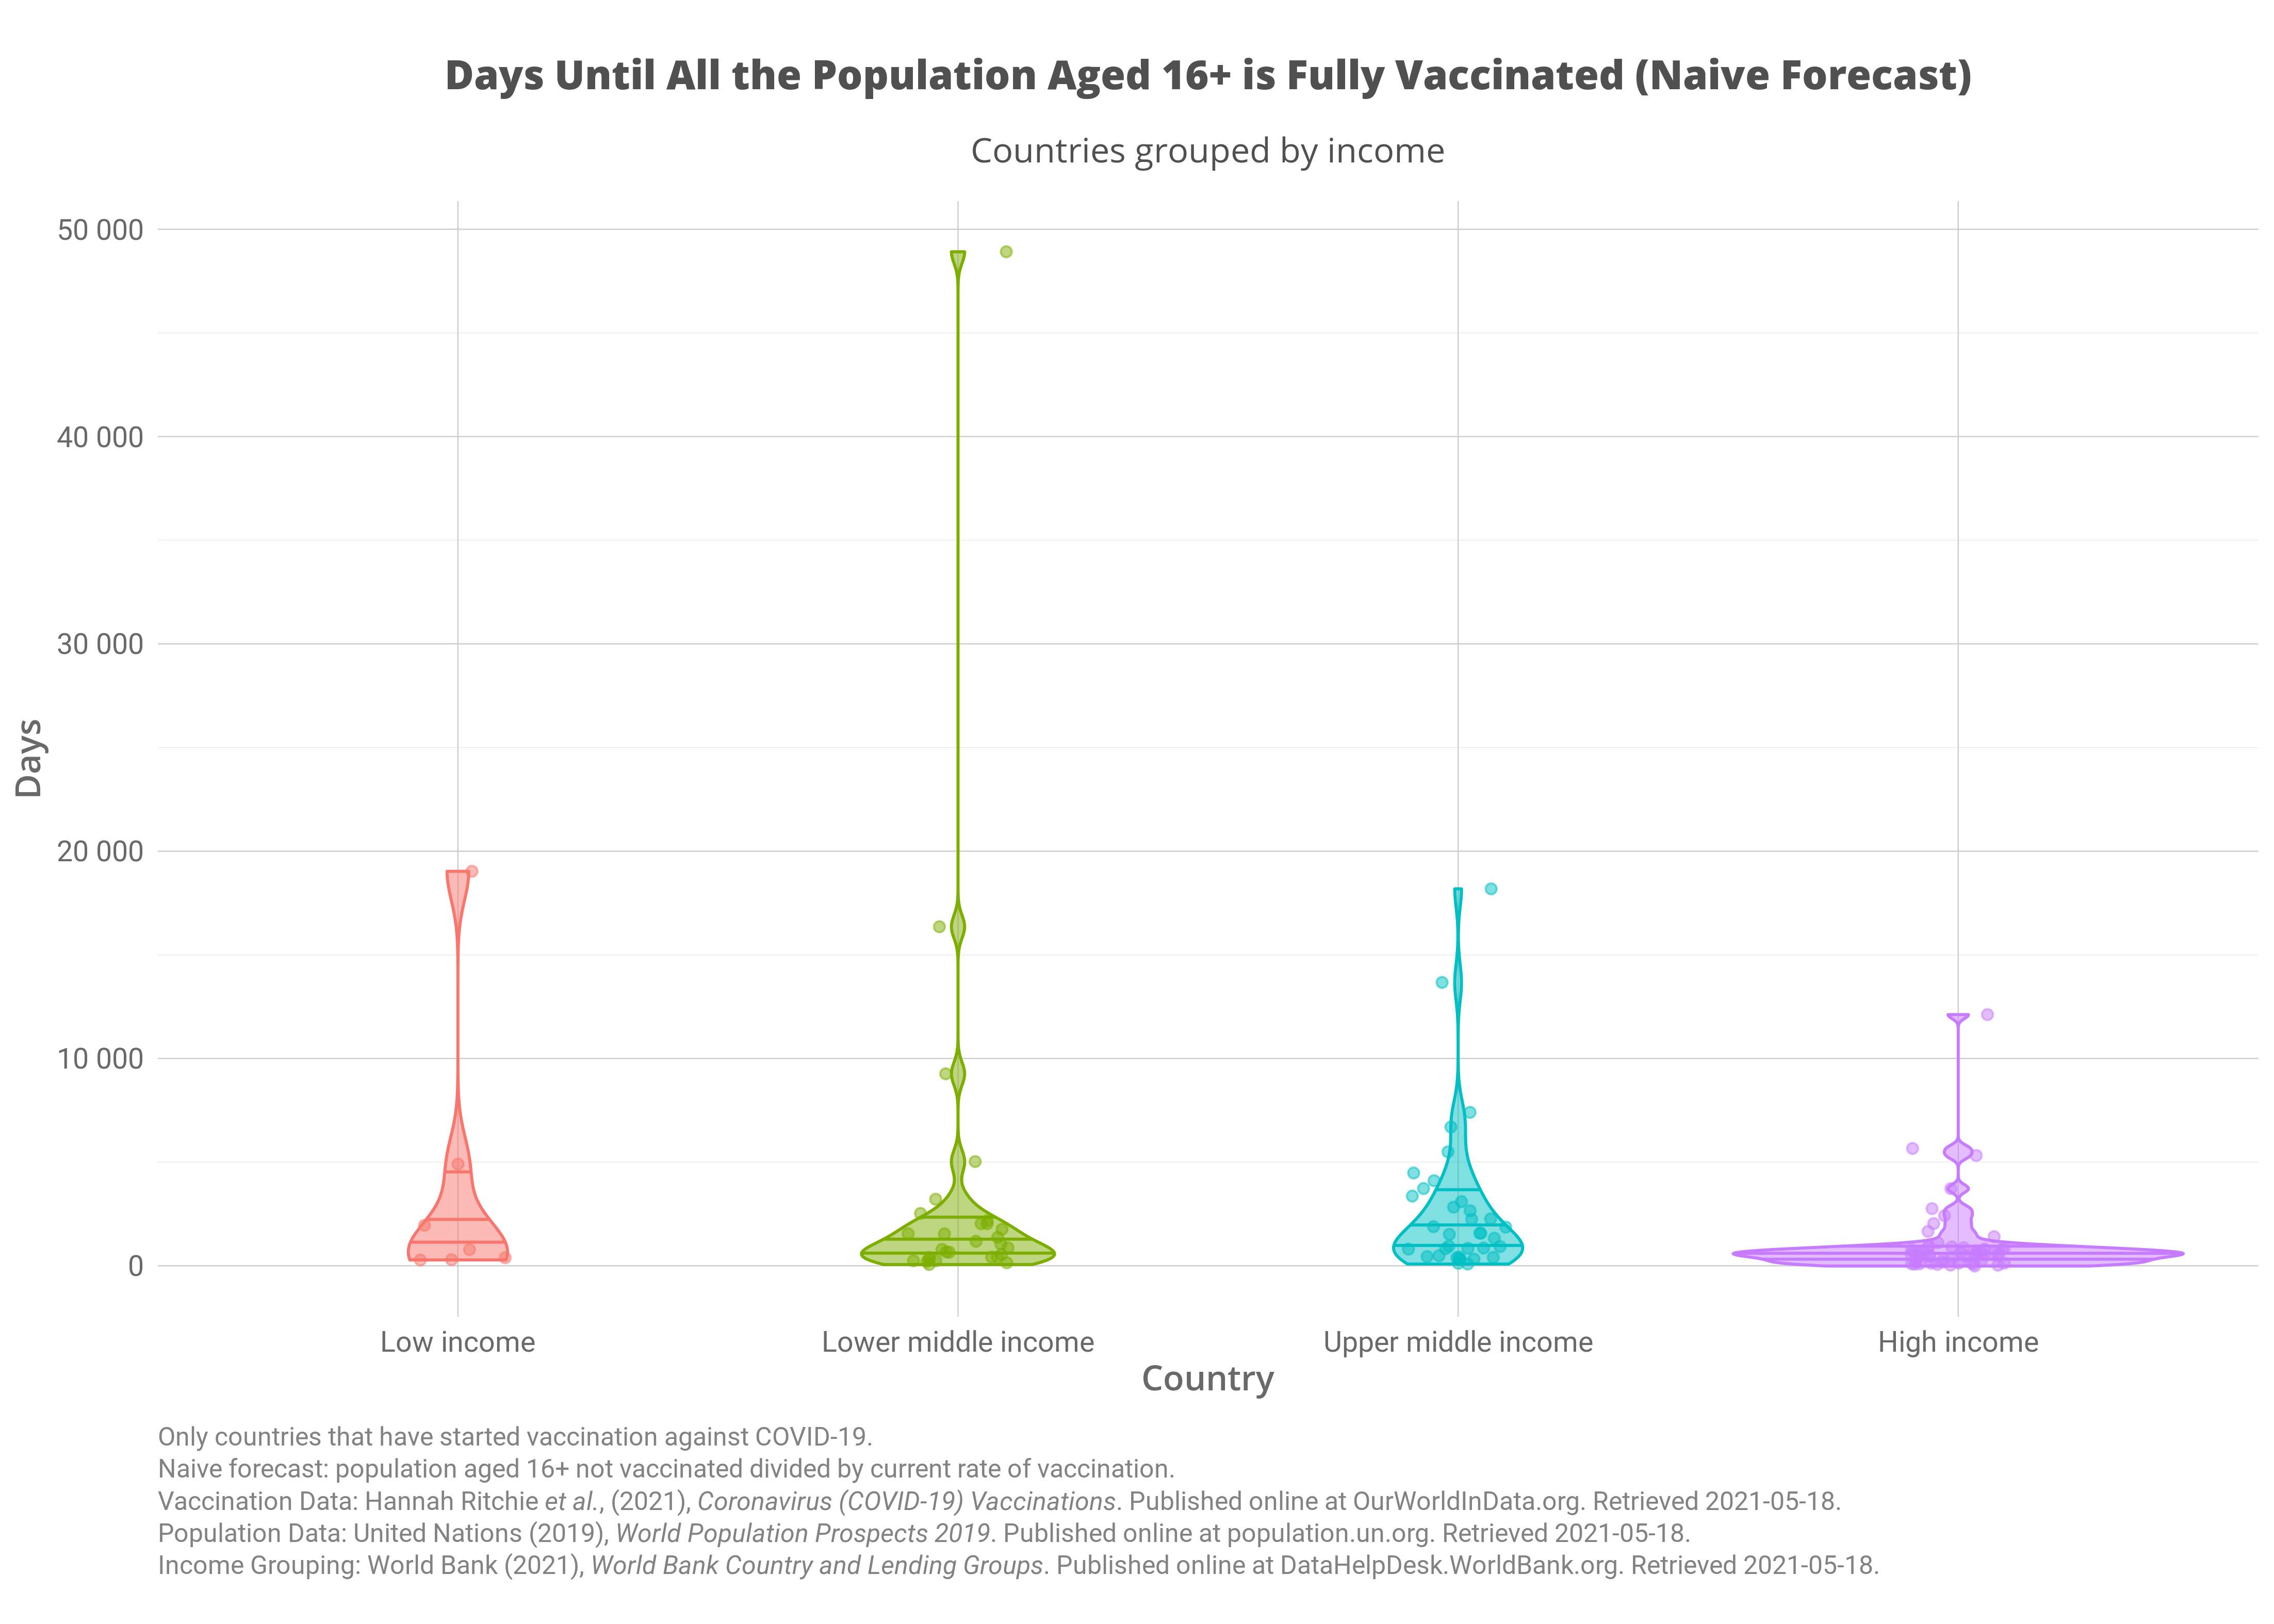 Days Until All the Population Aged 16+ is Fully Vaccinated (Naive Forecast)
Countries grouped by income
50 000
40 000
30 000
20 000
10 000
0
Days
Low income
Lower middle income
Upper middle income
High income
Country
Only countries that have started vaccination against COVID-19.
Naive forecast: population aged 16+ not vaccinated divided by current rate of vaccination.
Vaccination Data: Hannah Ritchie et al., (2021), Coronavirus (COVID-19) Vaccinations. Published online at OurWorldInData.org. Retrieved 2021-05-18.
Population Data: United Nations (2019), World Population Prospects 2019. Published online at population.un.org. Retrieved 2021-05-18.
Income Grouping: World Bank (2021), World Bank Country and Lending Groups. Published online at DataHelpDesk.WorldBank.org. Retrieved 2021-05-18.